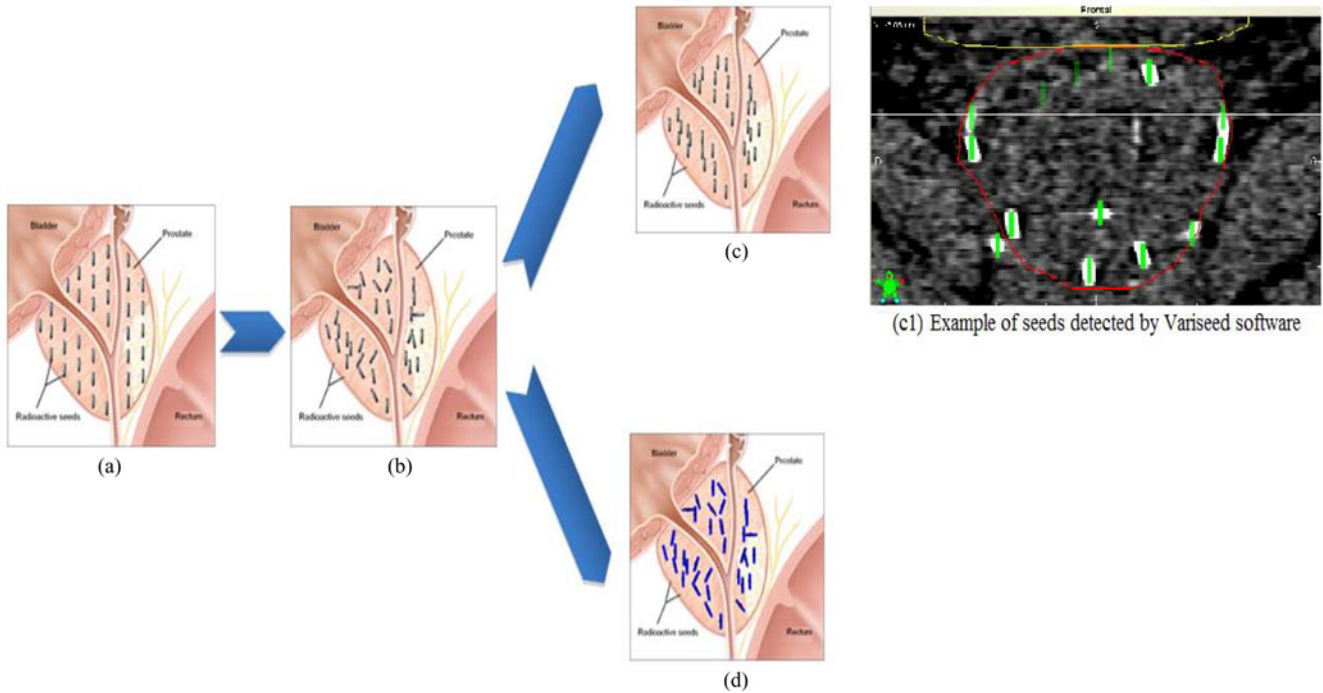 Bladder
Prostate
Radioactive seeds
Rectum
(a)
Bladder
Prostate
Radioactive seeds
Rectum
(b)
Bladder
Prostate
Radioactive seeds
Rectum
(c)
Frontal
S
(c1) Example of seeds detected by Variseed software
Bladder
Prostate
Radioactive seeds
Rectum
(d)